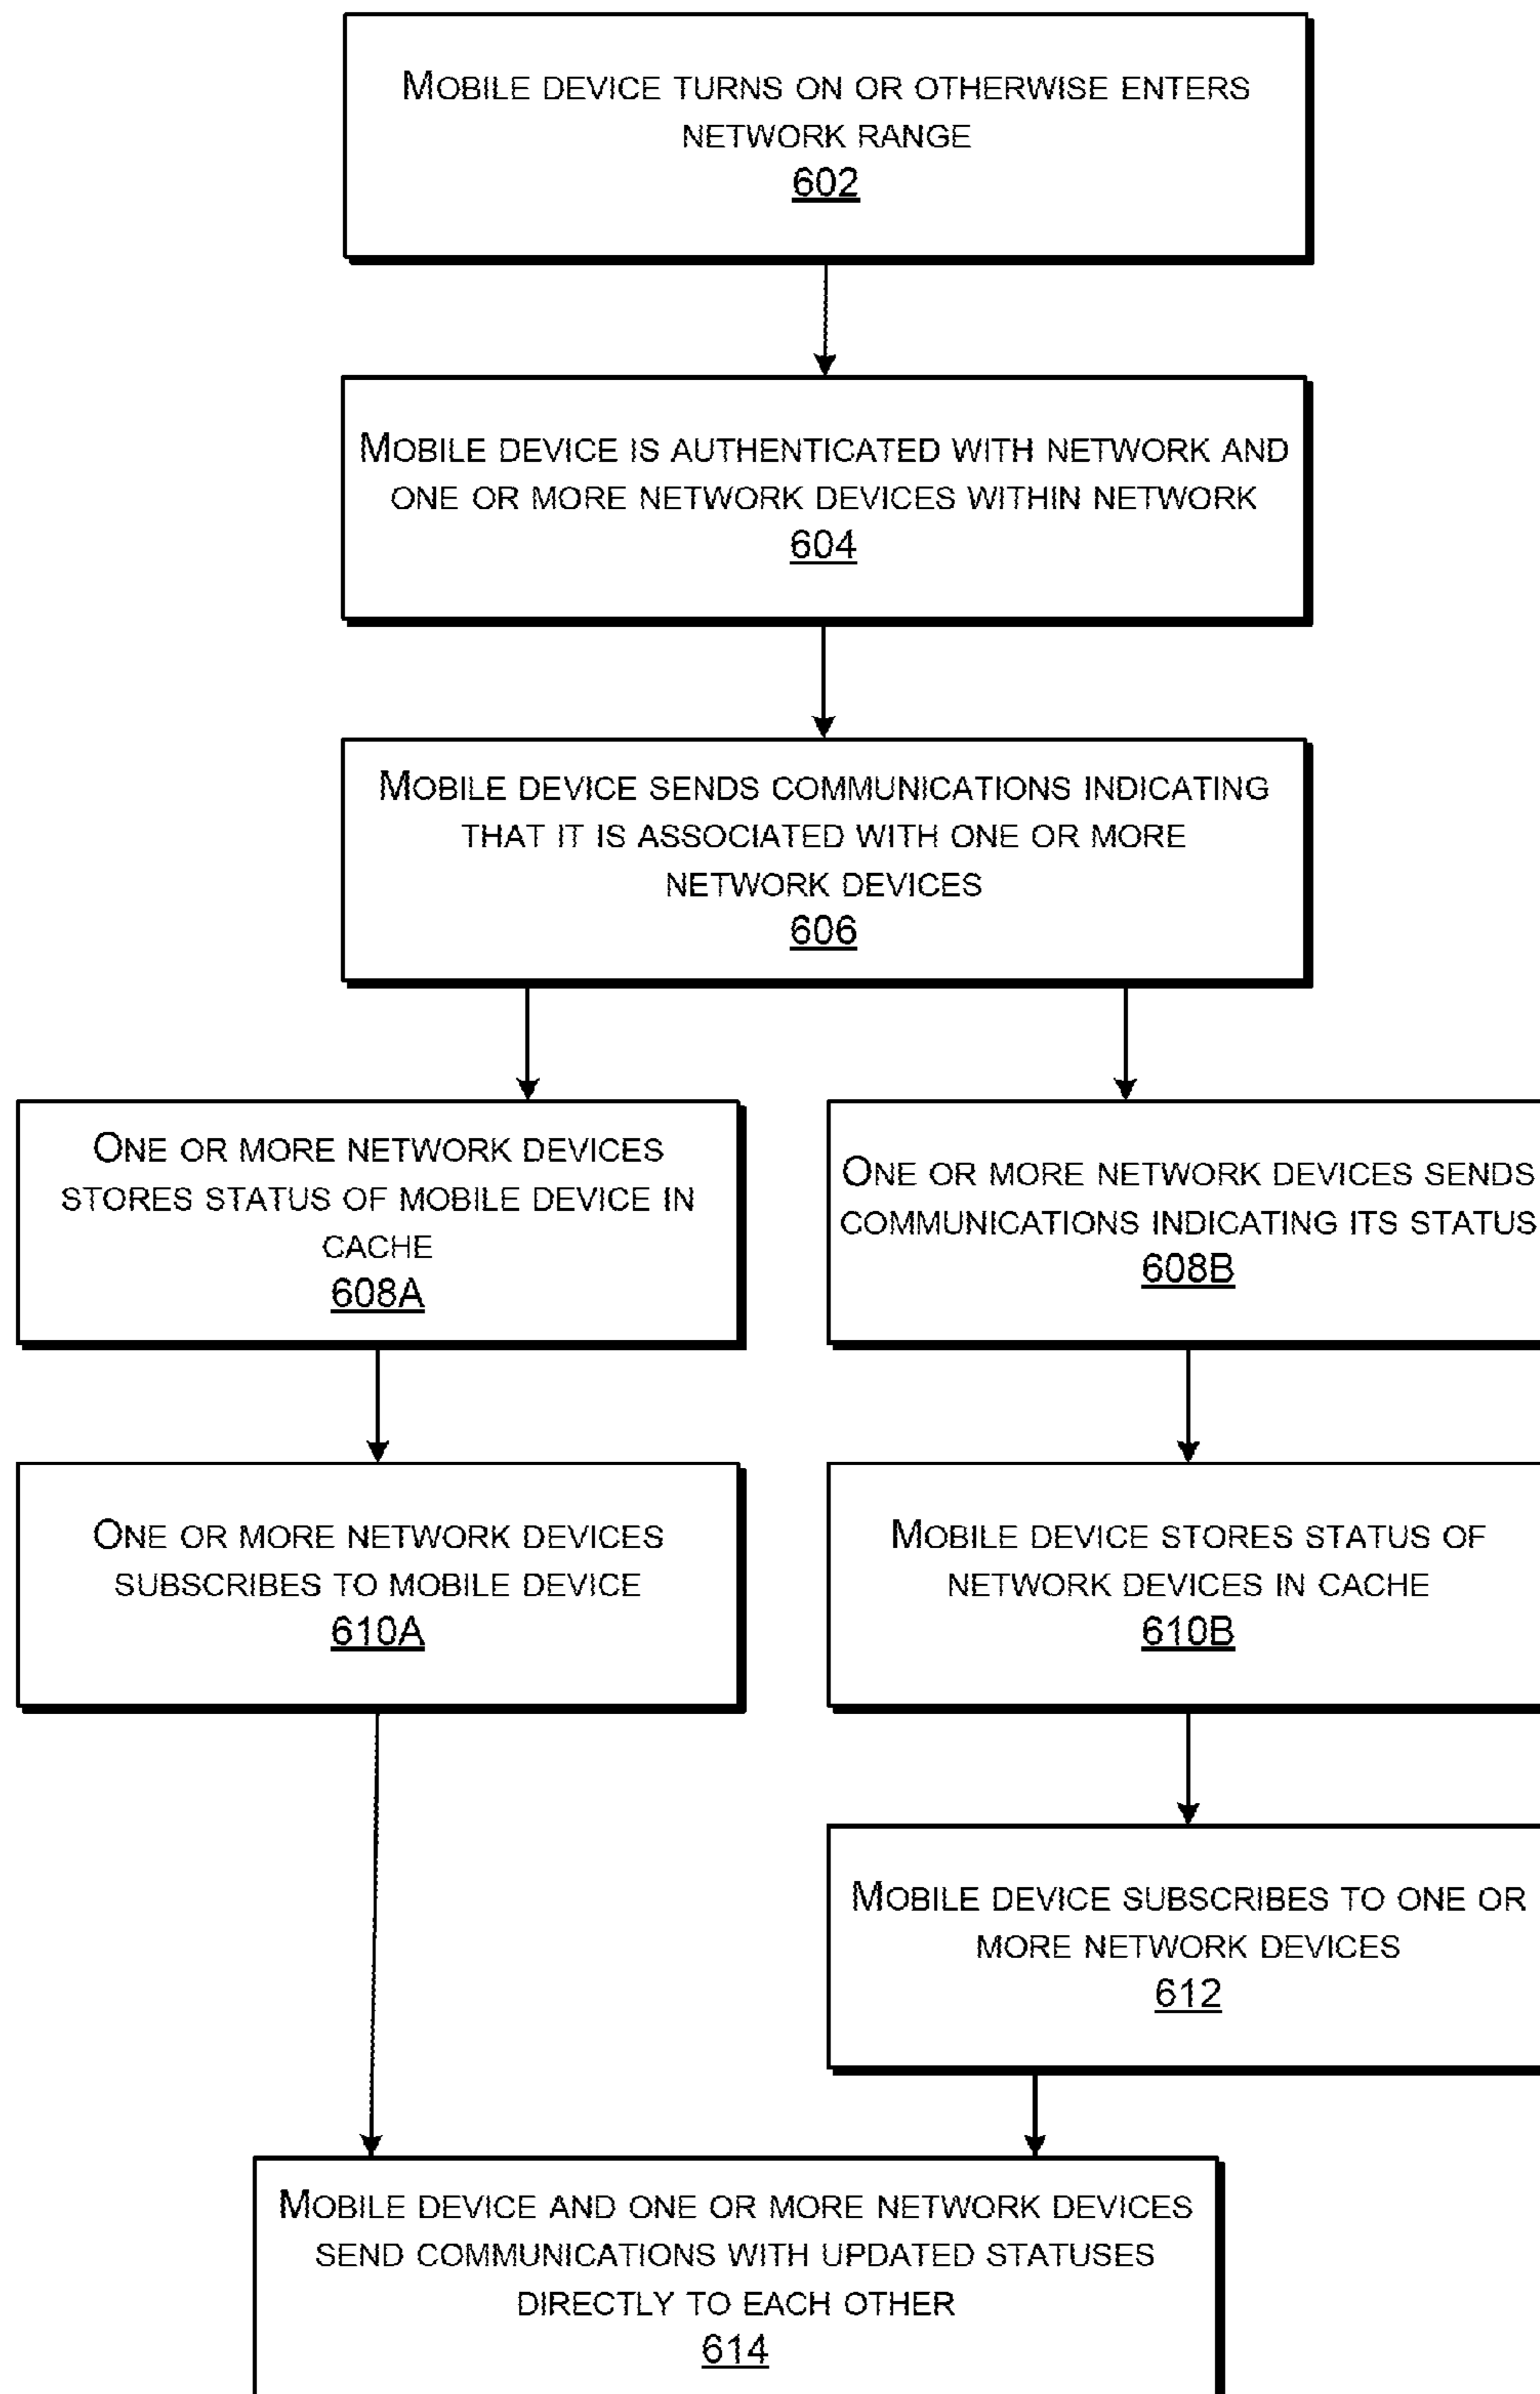 MOBILE DEVICE TURNS ON OR OTHERWISE ENTERS
NETWORK RANGE
602
MOBILE DEVICE IS AUTHENTICATED WITH NETWORK AND
ONE OR MORE NETWORK DEVICES WITHIN NETWORK
604
MOBILE DEVICE SENDS COMMUNICATIONS INDICATING
THAT IT IS ASSOCIATED WITH ONE OR MORE
NETWORK DEVICES
606
ONE OR MORE NETWORK DEVICES
STORES STATUS OF MOBILE DEVICE IN
CACHE
608A
ONE OR MORE NETWORK DEVICES SENDS
COMMUNICATIONS INDICATING ITS STATUS
608B
ONE OR MORE NETWORK DEVICES
SUBSCRIBES TO MOBILE DEVICE
610A
MOBILE DEVICE STORES STATUS OF
NETWORK DEVICES IN CACHE
610B
MOBILE DEVICE SUBSCRIBES TO ONE OR
MORE NETWORK DEVICES
612
MOBILE DEVICE AND ONE OR MORE NETWORK DEVICES
SEND COMMUNICATIONS WITH UPDATED STATUSES
DIRECTLY TO EACH OTHER
614